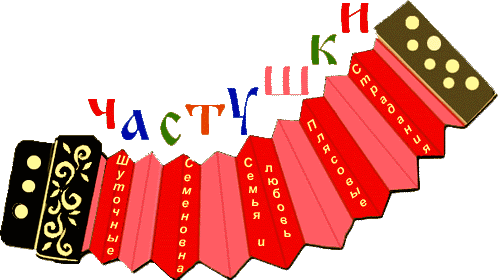 частушки
Шуточные
Семеновна
Семья и
любовь
Плясовые
Страдания